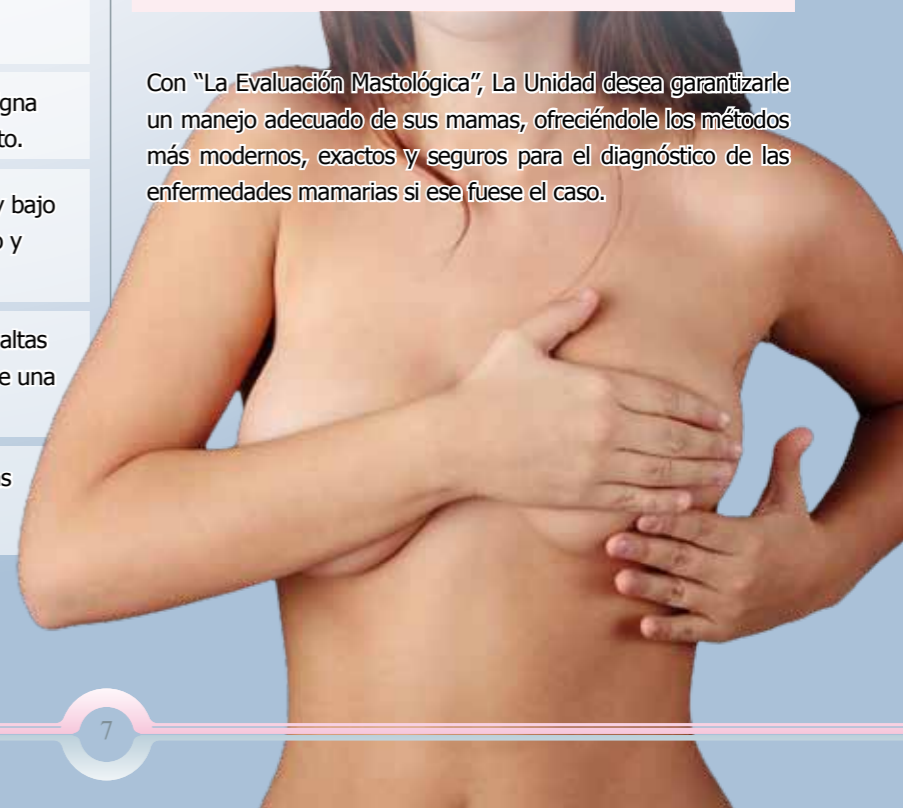 gna
to.
y bajo
o y
altas
e una
s
Con “La Evaluación Mastológica”, La Unidad desea garantizarle
un manejo adecuado de sus mamas, ofreciéndole los métodos
más modernos, exactos y seguros para el diagnóstico de las
enfermedades mamarias si ese fuese el caso.
7